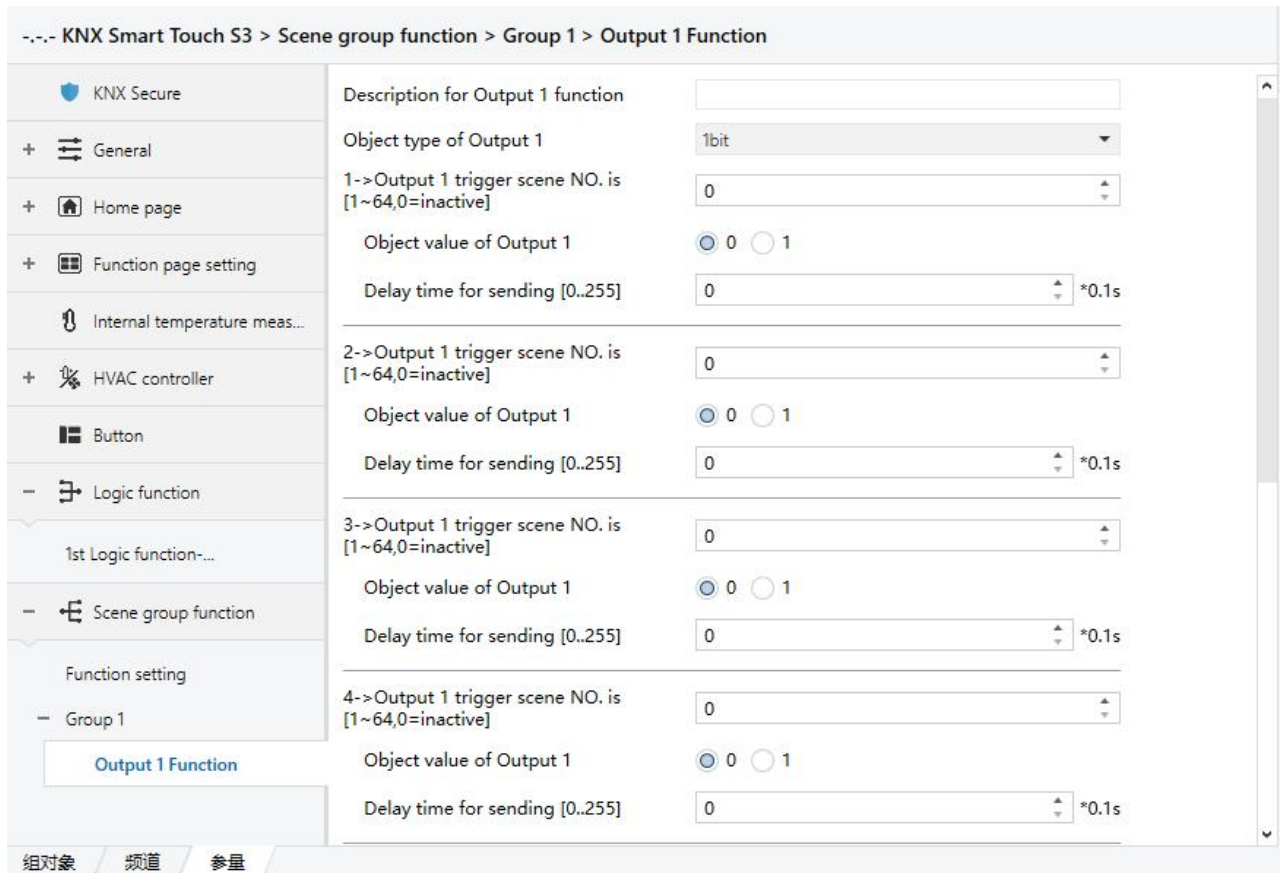 -.-.- KNX Smart Touch S3 > Scene group function > Group 1 > Output 1 Function
KNX Secure
+ General
+ Home page
+ Function page setting
Internal temperature meas...
+ HVAC controller
Button
− Logic function
1st Logic function-...
− Scene group function
Function setting
− Group 1
Output 1 Function
Description for Output 1 function
Object type of Output 1
1bit
1->Output 1 trigger scene NO. is
[1~64,0=inactive]
0
Object value of Output 1
0 1
Delay time for sending [0..255]
0 *0.1s
2->Output 1 trigger scene NO. is
[1~64,0=inactive]
0
Object value of Output 1
0 1
Delay time for sending [0..255]
0 *0.1s
3->Output 1 trigger scene NO. is
[1~64,0=inactive]
0
Object value of Output 1
0 1
Delay time for sending [0..255]
0 *0.1s
4->Output 1 trigger scene NO. is
[1~64,0=inactive]
0
Object value of Output 1
0 1
Delay time for sending [0..255]
0 *0.1s
组对象 频道 参量